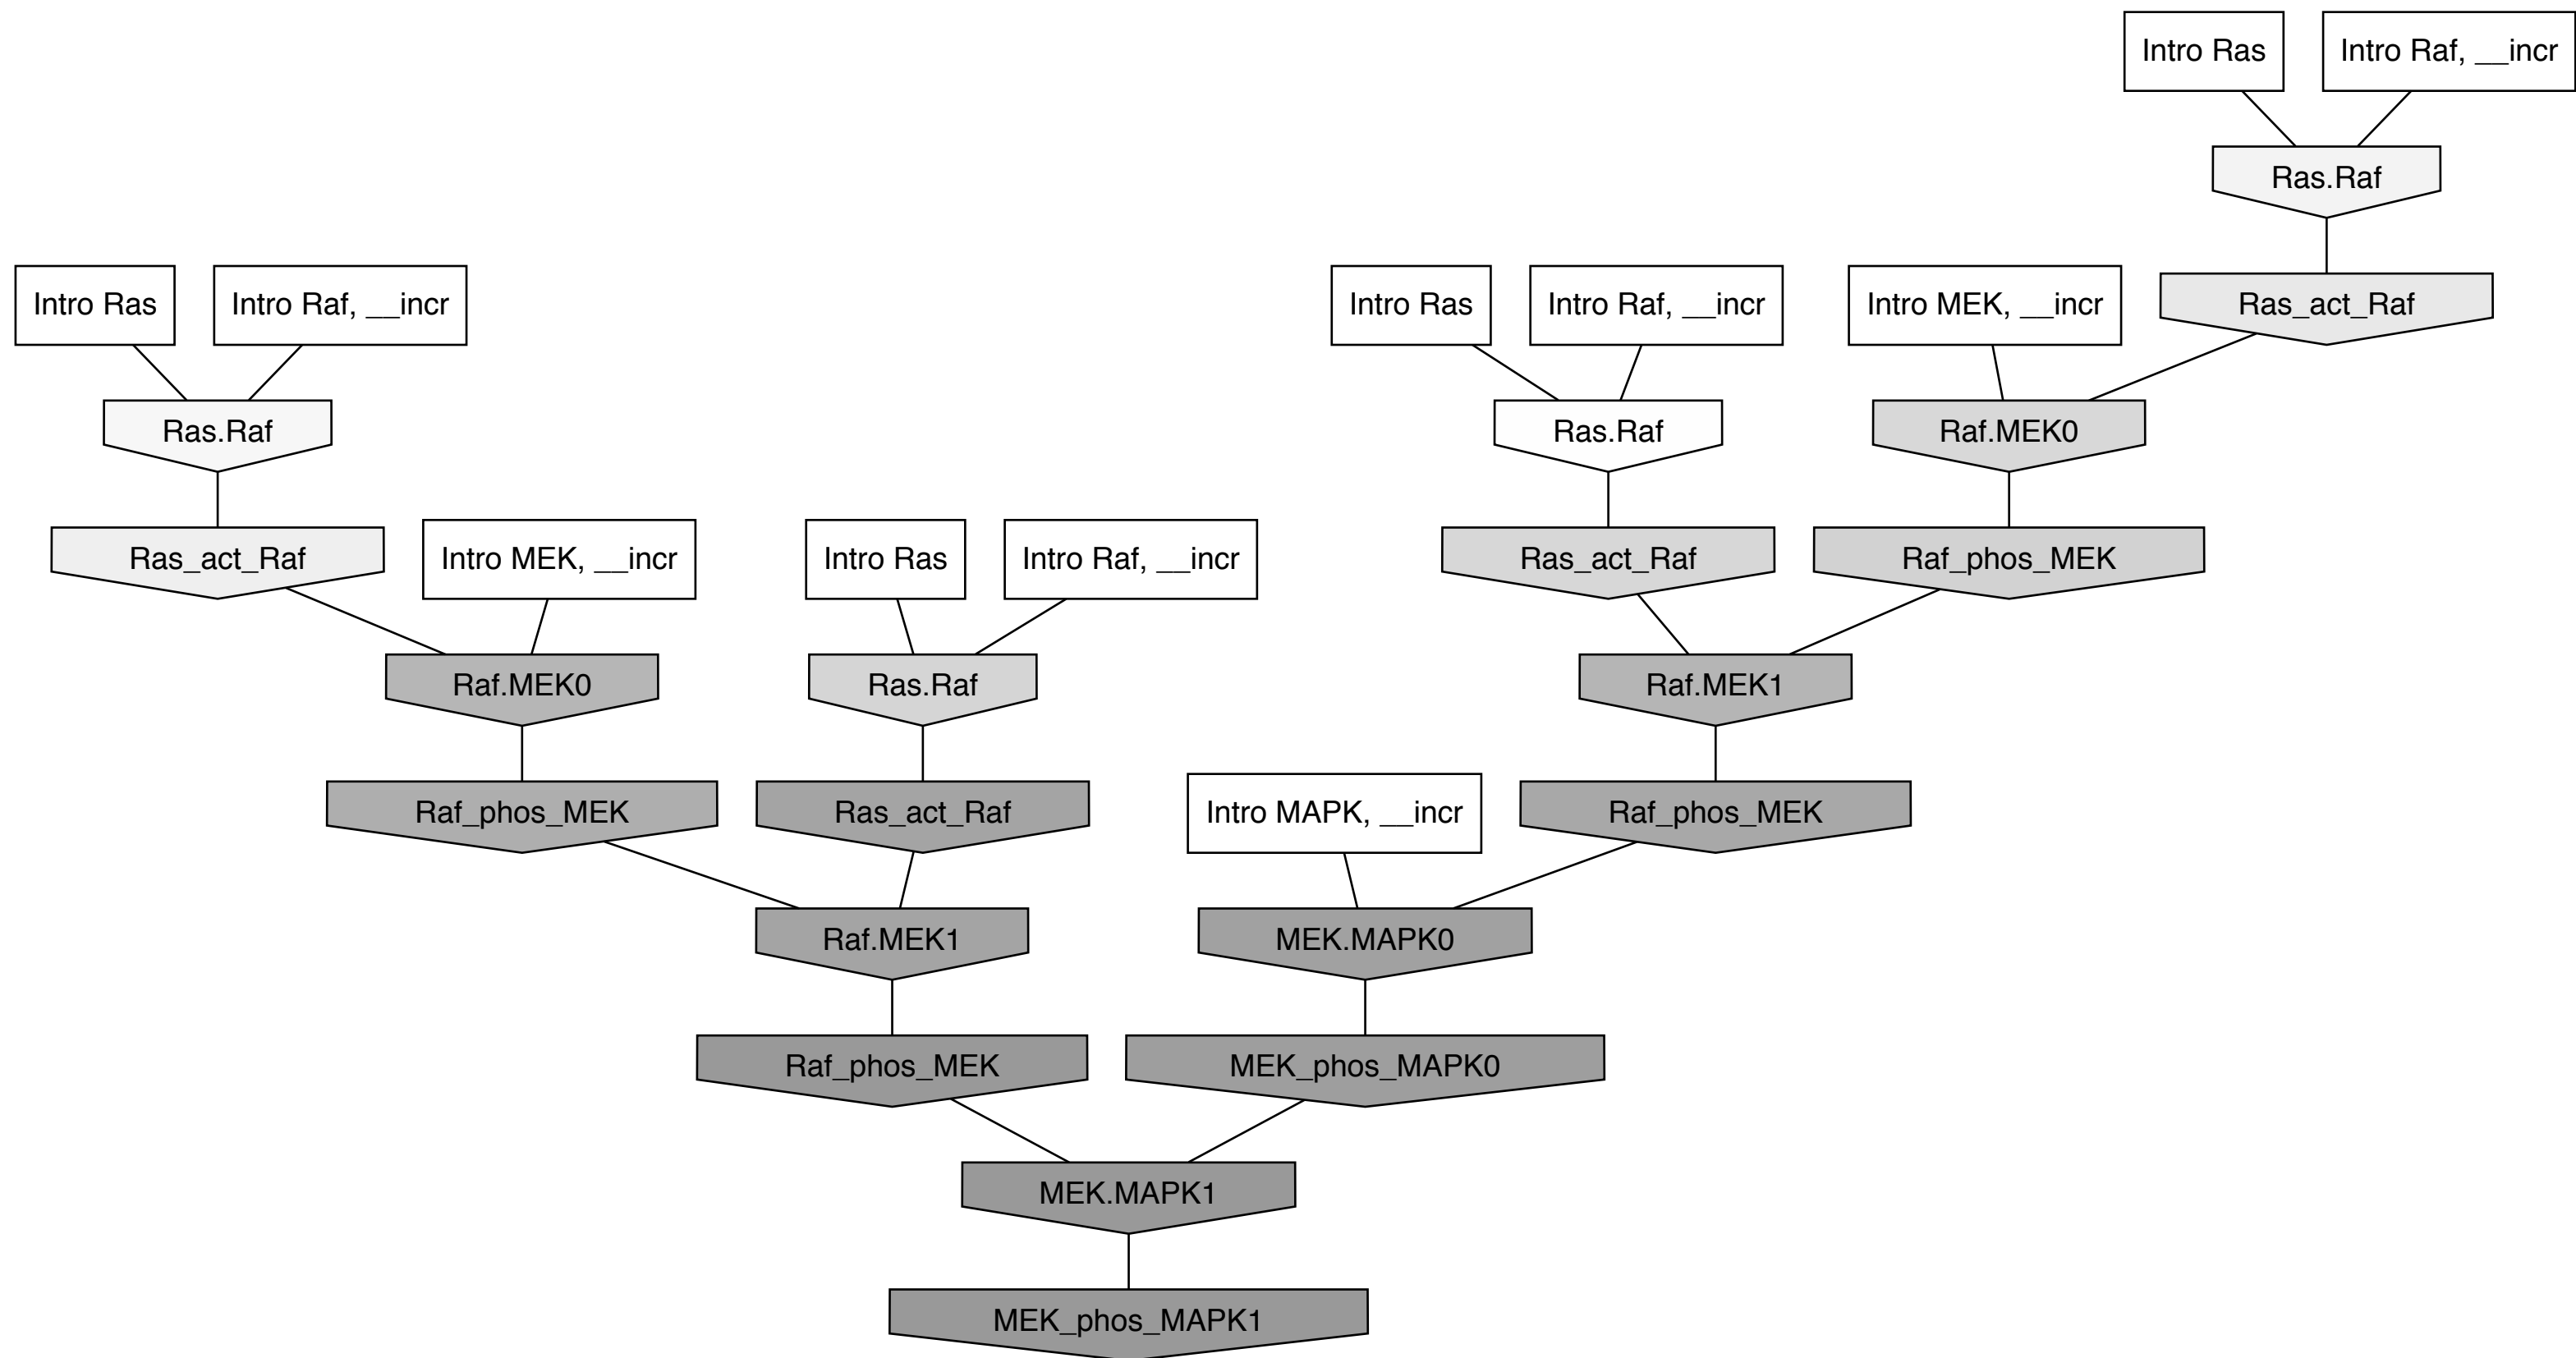 Intro Ras
Intro Raf, __incr
Ras.Raf
Intro Ras
Intro Raf, __incr
Intro Ras
Intro Raf, __incr
Intro MEK, __incr
Ras_act_Raf
Ras.Raf
Ras.Raf
Raf.MEK0
Ras_act_Raf
Intro MEK, __incr
Intro Ras
Intro Raf, __incr
Ras_act_Raf
Raf_phos_MEK
Raf.MEK0
Ras.Raf
Raf.MEK1
Raf_phos_MEK
Ras_act_Raf
Intro MAPK, __incr
Raf_phos_MEK
Raf.MEK1
MEK.MAPK0
Raf_phos_MEK
MEK_phos_MAPK0
MEK.MAPK1
MEK_phos_MAPK1